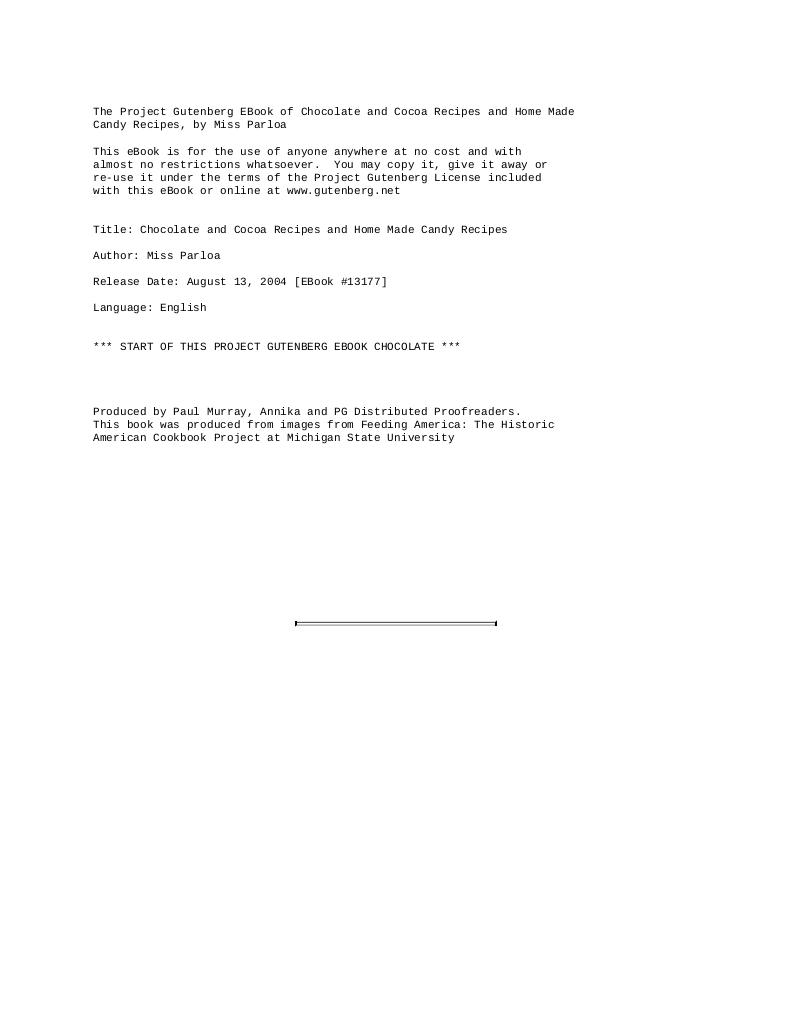 The Project Gutenberg EBook of Chocolate and Cocoa Recipes and Home Made
Candy Recipes, by Miss Parloa
This eBook is for the use of anyone anywhere at no cost and with
almost no restrictions whatsoever.  You may copy it, give it away or
re-use it under the terms of the Project Gutenberg License included
with this eBook or online at www.gutenberg.net
Title: Chocolate and Cocoa Recipes and Home Made Candy Recipes
Author: Miss Parloa
Release Date: August 13, 2004 [EBook #13177]
Language: English
*** START OF THIS PROJECT GUTENBERG EBOOK CHOCOLATE ***
Produced by Paul Murray, Annika and PG Distributed Proofreaders.
This book was produced from images from Feeding America: The Historic
American Cookbook Project at Michigan State University